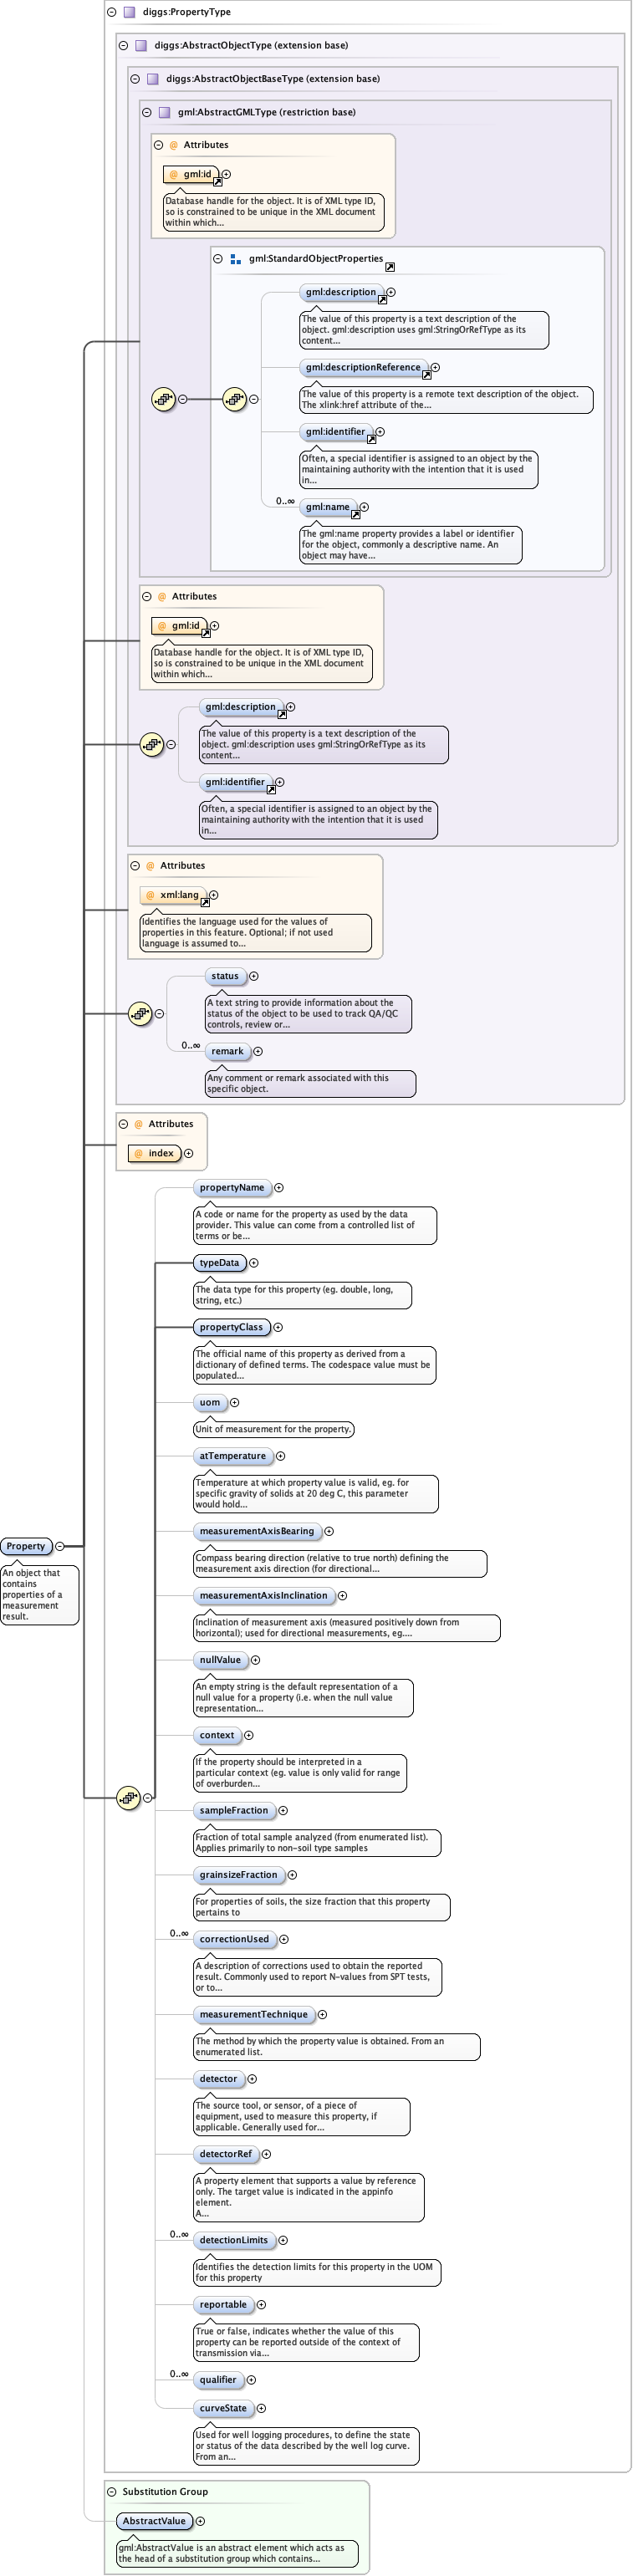 diggs:PropertyType
diggs:AbstractObjectType (extension base)
diggs:AbstractObjectBaseType (extension base)
gml:AbstractGMLType (restriction base)
@ Attributes
@ gml:id
Database handle for the object. It is of XML type ID,
so is constrained to be unique in the XML document
within which...
gml:StandardObjectProperties
gml:description
The value of this property is a text description of the
object. gml:description uses gml:StringOrRefType as its
content...
gml:descriptionReference
The value of this property is a remote text description of the object.
The xlink:href attribute of the...
gml:identifier
Often, a special identifier is assigned to an object by the
maintaining authority with the intention that it is used
in...
0..∞
gml:name
The gml:name property provides a label or identifier
for the object, commonly a descriptive name. An
object may have...
@ Attributes
@ gml:id
Database handle for the object. It is of XML type ID,
so is constrained to be unique in the XML document
within which...
gml:description
The value of this property is a text description of the
object. gml:description uses gml:StringOrRefType as its
content...
gml:identifier
Often, a special identifier is assigned to an object by the
maintaining authority with the intention that it is used
in...
@ Attributes
@ xml:lang
Identifies the language used for the values of
properties in this feature. Optional; if not used
language is assumed to...
status
A text string to provide information about the
status of the object to be used to track QA/QC
controls, review or...
0..∞
remark
Any comment or remark associated with this
specific object.
@ Attributes
@ index
propertyName
A code or name for the property as used by the data
provider. This value can come from a controlled list of
terms or be...
typeData
The data type for this property (eg. double, long,
string, etc.)
propertyClass
The official name of this property as derived from a
dictionary of defined terms. The codespace value must be
populated...
uom
Unit of measurement for the property.
atTemperature
Temperature at which property value is valid, eg. for
specific gravity of solids at 20 deg C, this parameter
would hold...
measurementAxisBearing
Compass bearing direction (relative to true north) defining the
measurement axis direction (for directional...
Property
An object that
contains
properties of a
measurement
result.
measurementAxisInclination
Inclination of measurement axis (measured positively down from
horizontal); used for directional measurements, eg....
nullValue
An empty string is the default representation of a
null value for a property (i.e. when the null value
representation...
context
If the property should be interpreted in a
particular context (eg. value is only valid for range
of overburden...
sampleFraction
Fraction of total sample analyzed (from enumerated list).
Applies primarily to non-soil type samples
grainsizeFraction
For properties of soils, the size fraction that this property
pertains to
0..∞
correctionUsed
A description of corrections used to obtain the reported
result. Commonly used to report N-values from SPT tests,
or to...
measurementTechnique
The method by which the property value is obtained. From an
enumerated list.
detector
The source tool, or sensor, of a piece of
equipment, used to measure this property, if
applicable. Generally used for...
detectorRef
A property element that supports a value by reference
only. The target value is indicated in the appinfo
element.
A...
0..∞
detectionLimits
Identifies the detection limits for this property in the UOM
for this property
reportable
True or false, indicates whether the value of this
property can be reported outside of the context of
transmission via...
0..∞
qualifier
curveState
Used for well logging procedures, to define the state
or status of the data described by the well log curve.
From an...
Substitution Group
AbstractValue
gml:AbstractValue is an abstract element which acts as
the head of a substitution group which contains...